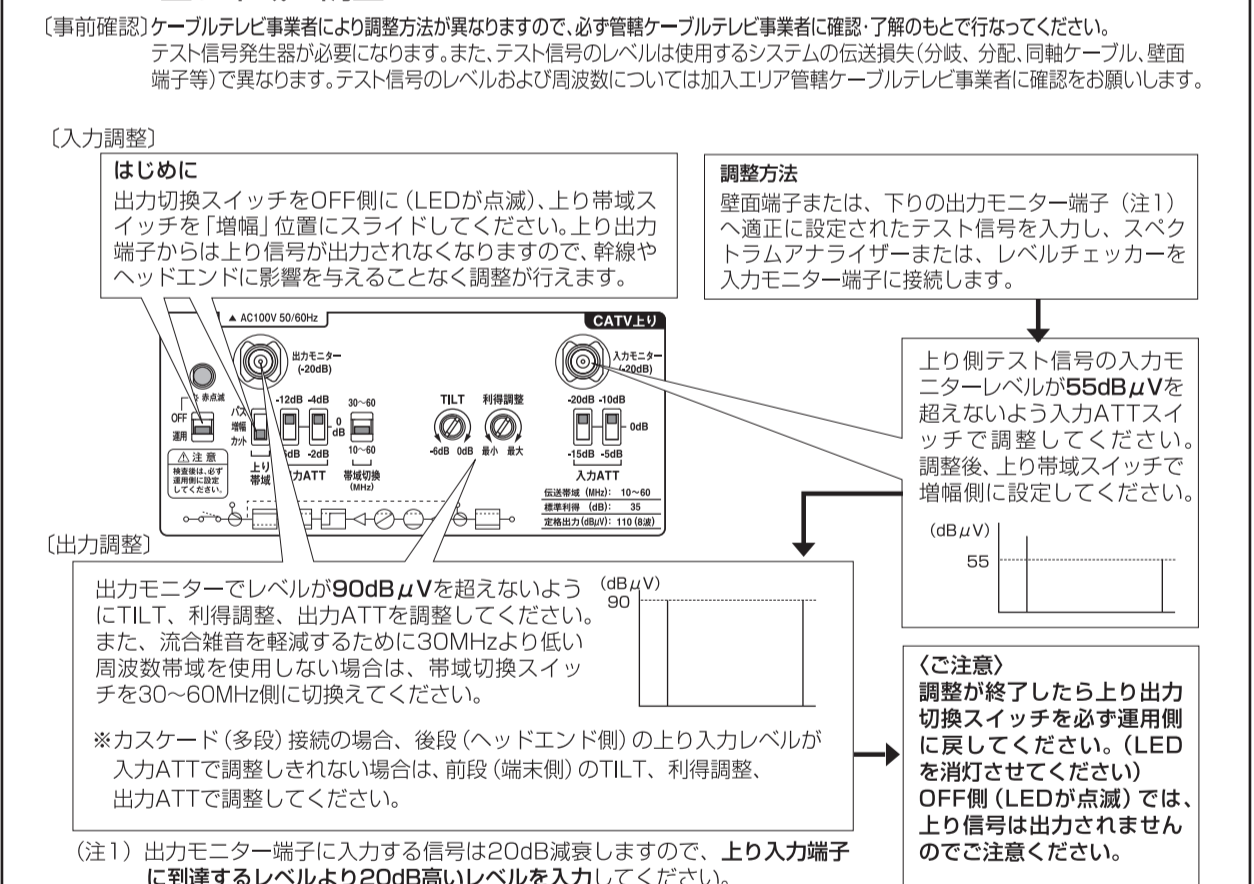 〔事前確認〕ケーブルテレビ事業者により調整方法が異なりますので、必ず管轄ケーブルテレビ事業者に確認・了解のもとで行なってください。
テスト信号発生器が必要になります。また、テスト信号のレベルは使用するシステムの伝送損失(分岐、分配、同軸ケーブル、壁面
端子等)で異なります。テスト信号のレベルおよび周波数については加入エリア管轄ケーブルテレビ事業者に確認をお願いします。
〔入力調整〕
はじめに
出力切換スイッチをOFF側に(LEDが点滅)、上り帯域ス
イッチを「増幅」位置にスライドしてください。上り出力
端子からは上り信号が出力されなくなりますので、幹線や
ヘッドエンドに影響を与えることなく調整が行えます。
調整方法
壁面端子または、下りの出力モニター端子(注1)
へ適正に設定されたテスト信号を入力し、スペク
トラムアナライザーまたは、レベルチェッカーを
入力モニター端子に接続します。
▲ AC100V 50/60Hz
CATV上り
出力モニター
(-20dB)
入力モニター
(-20dB)
赤点滅
OFF
運用
パス
増幅
カット
上り
帯域
-12dB -4dB
0
dB
dB -2dB
力ATT
30〜60
10〜60
帯域切換
(MHz)
TILT
-6dB 0dB
利得調整
最小 最大
-20dB -10dB
0dB
-15dB -5dB
入力ATT
⚠注意
検査後は、必ず
運用側に設定
してください。
伝送帯域 (MHz): 10〜60
標準利得 (dB): 35
定格出力(dBμV): 110(8波)
上り側テスト信号の入力モ
ニターレベルが55dBμVを
超えないよう入力ATTスイ
ッチで調整してください。
調整後、上り帯域スイッチで
増幅側に設定してください。
(dBμV)
55
〔出力調整〕
出力モニターでレベルが90dBμVを超えないよう
にTILT、利得調整、出力ATTを調整してください。
また、流合雑音を軽減するために30MHzより低い
周波数帯域を使用しない場合は、帯域切換スイッ
チを30〜60MHz側に切換えてください。
(dBμV)
90
※カスケード(多段)接続の場合、後段(ヘッドエンド側)の上り入力レベルが
入力ATTで調整しきれない場合は、前段(端末側)のTILT、利得調整、
出力ATTで調整してください。
〈ご注意〉
調整が終了したら上り出力
切換スイッチを必ず運用側
に戻してください。(LED
を消灯させてください)
OFF側(LEDが点滅)では、
上り信号は出力されません
のでご注意ください。
(注1)出力モニター端子に入力する信号は20dB減衰しますので、上り入力端子
に到達するレベルより20dB高いレベルを入力してください。